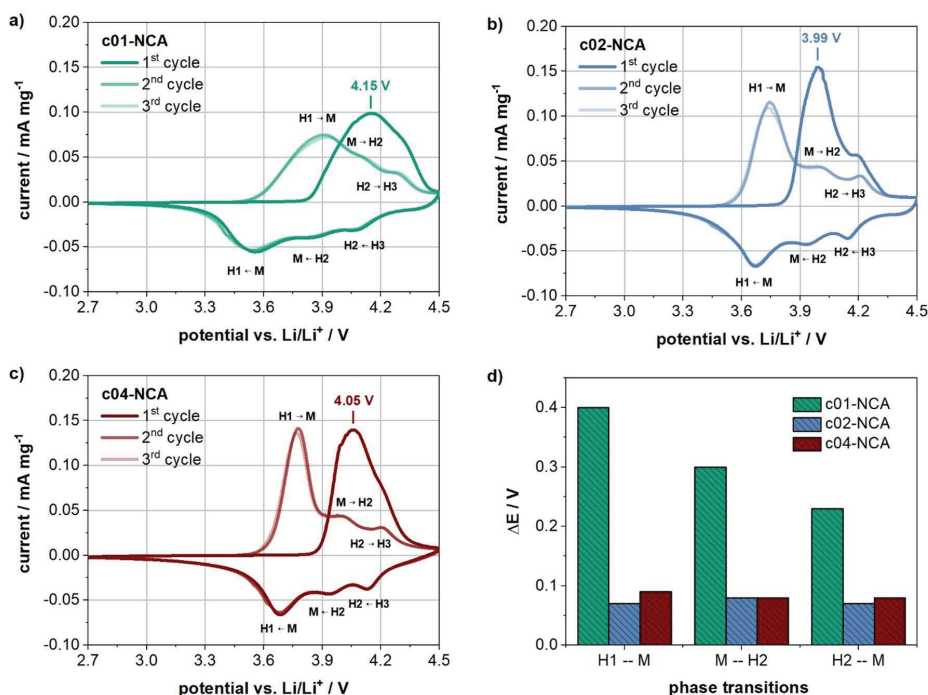 a)
c01-NCA
1st cycle
2nd cycle
3rd cycle
4.15 V
H1 → M
M → H2
H2 → H3
H1 ← M
M ← H2
H2 ← H3
0.20
0.15
0.10
0.05
0.00
-0.05
-0.10
current / mA mg-1
2.7 3.0 3.3 3.6 3.9 4.2 4.5
potential vs. Li/Li+ / V
b)
c02-NCA
1st cycle
2nd cycle
3rd cycle
3.99 V
H1 → M
M → H2
H2 → H3
H1 ← M
M ← H2
H2 ← H3
0.20
0.15
0.10
0.05
0.00
-0.05
-0.10
current / mA mg-1
2.7 3.0 3.3 3.6 3.9 4.2 4.5
potential vs. Li/Li+ / V
c)
c04-NCA
1st cycle
2nd cycle
3rd cycle
4.05 V
H1 → M
M → H2
H2 → H3
H1 ← M
M ← H2
H2 ← H3
0.20
0.15
0.10
0.05
0.00
-0.05
-0.10
current / mA mg-1
2.7 3.0 3.3 3.6 3.9 4.2 4.5
potential vs. Li/Li+ / V
d)
c01-NCA
c02-NCA
c04-NCA
0.4
0.3
0.2
0.1
0.0
ΔE / V
H1 -- M M -- H2 H2 -- M
phase transitions